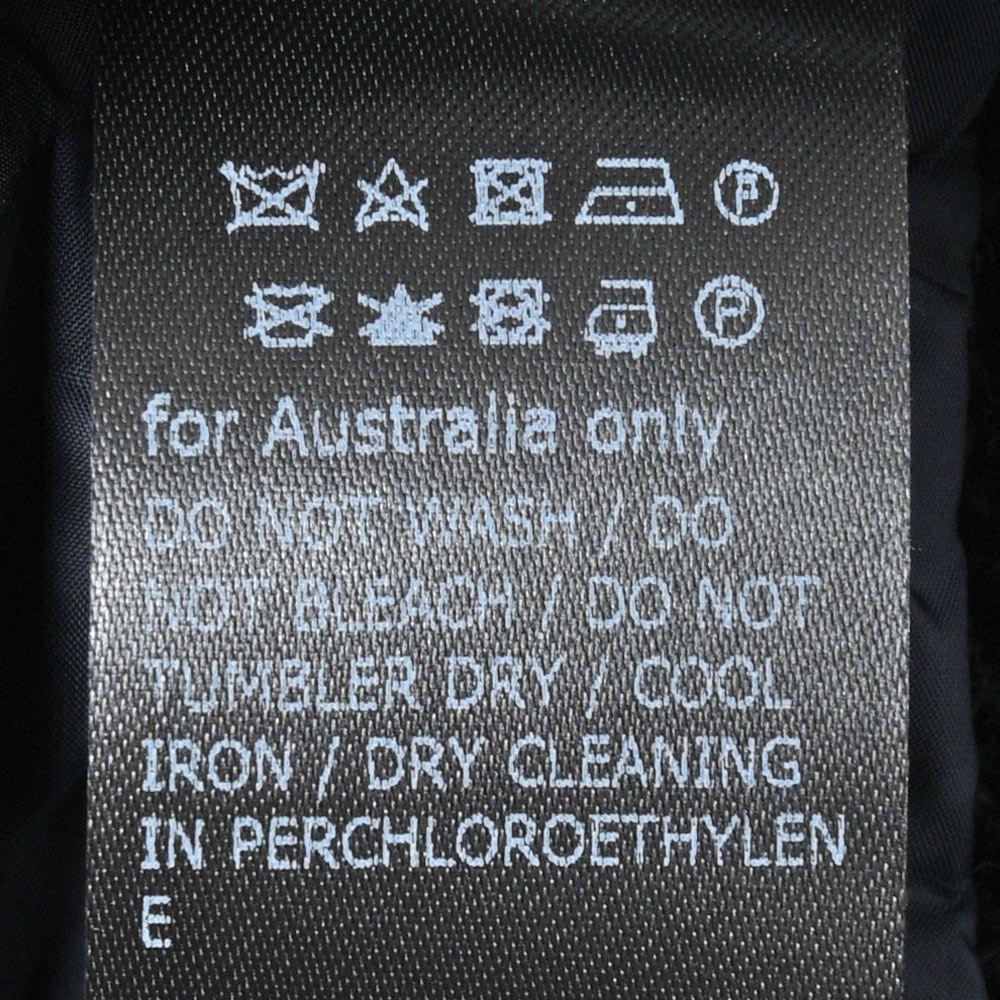 P
P
for Australia only
DO NOT WASH / DO
NOT BLEACH / DO NOT
TUMBLER DRY / COOL
IRON / DRY CLEANING
IN PERCHLOROETHYLEN
E